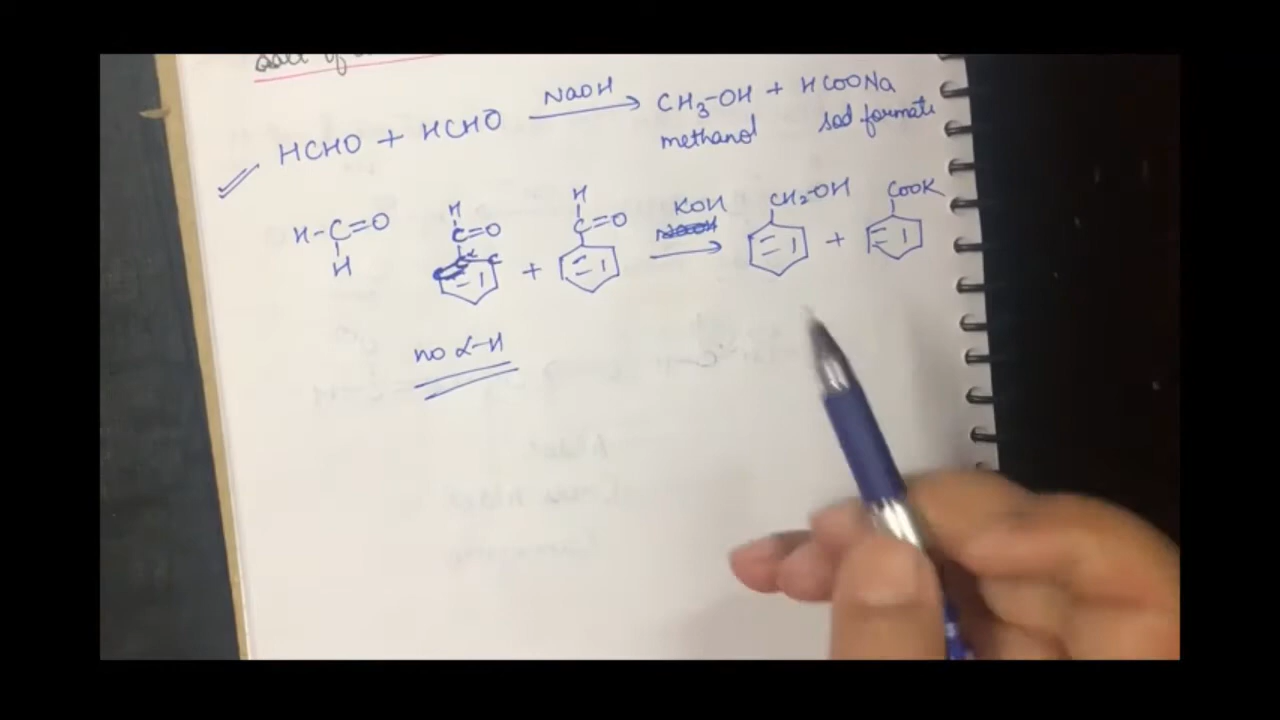 HCHO + HCHO NaOH CH3-OH + HCOONa
methanol sod formate
H-C=O H C=O + H C=O KOH CH2-OH + COOK
H
no α-H